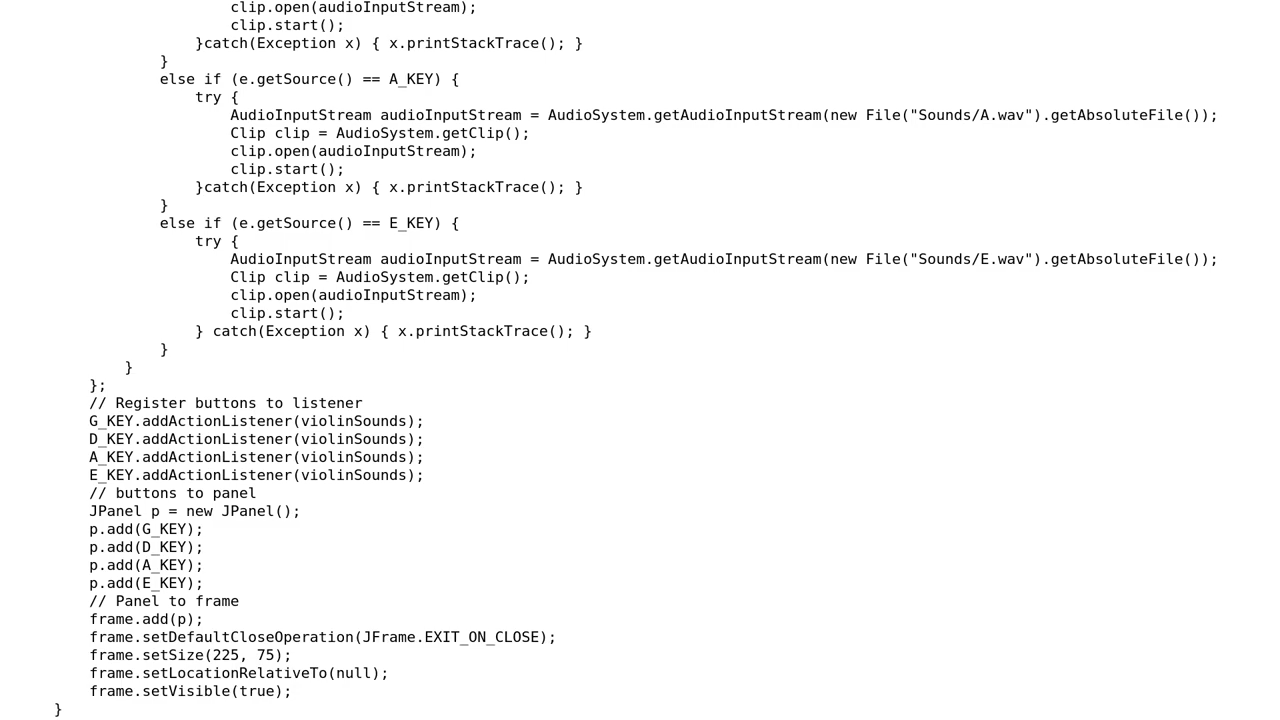 clip.open(audioInputStream);
                        clip.start();
                    }catch(Exception x) { x.printStackTrace(); }
                }
                else if (e.getSource() == A_KEY) {
                    try {
                        AudioInputStream audioInputStream = AudioSystem.getAudioInputStream(new File("Sounds/A.wav").getAbsoluteFile());
                        Clip clip = AudioSystem.getClip();
                        clip.open(audioInputStream);
                        clip.start();
                    }catch(Exception x) { x.printStackTrace(); }
                }
                else if (e.getSource() == E_KEY) {
                    try {
                        AudioInputStream audioInputStream = AudioSystem.getAudioInputStream(new File("Sounds/E.wav").getAbsoluteFile());
                        Clip clip = AudioSystem.getClip();
                        clip.open(audioInputStream);
                        clip.start();
                    } catch(Exception x) { x.printStackTrace(); }
                }
            }
        };
        // Register buttons to listener
        G_KEY.addActionListener(violinSounds);
        D_KEY.addActionListener(violinSounds);
        A_KEY.addActionListener(violinSounds);
        E_KEY.addActionListener(violinSounds);
        // buttons to panel
        JPanel p = new JPanel();
        p.add(G_KEY);
        p.add(D_KEY);
        p.add(A_KEY);
        p.add(E_KEY);
        // Panel to frame
        frame.add(p);
        frame.setDefaultCloseOperation(JFrame.EXIT_ON_CLOSE);
        frame.setSize(225, 75);
        frame.setLocationRelativeTo(null);
        frame.setVisible(true);
    }